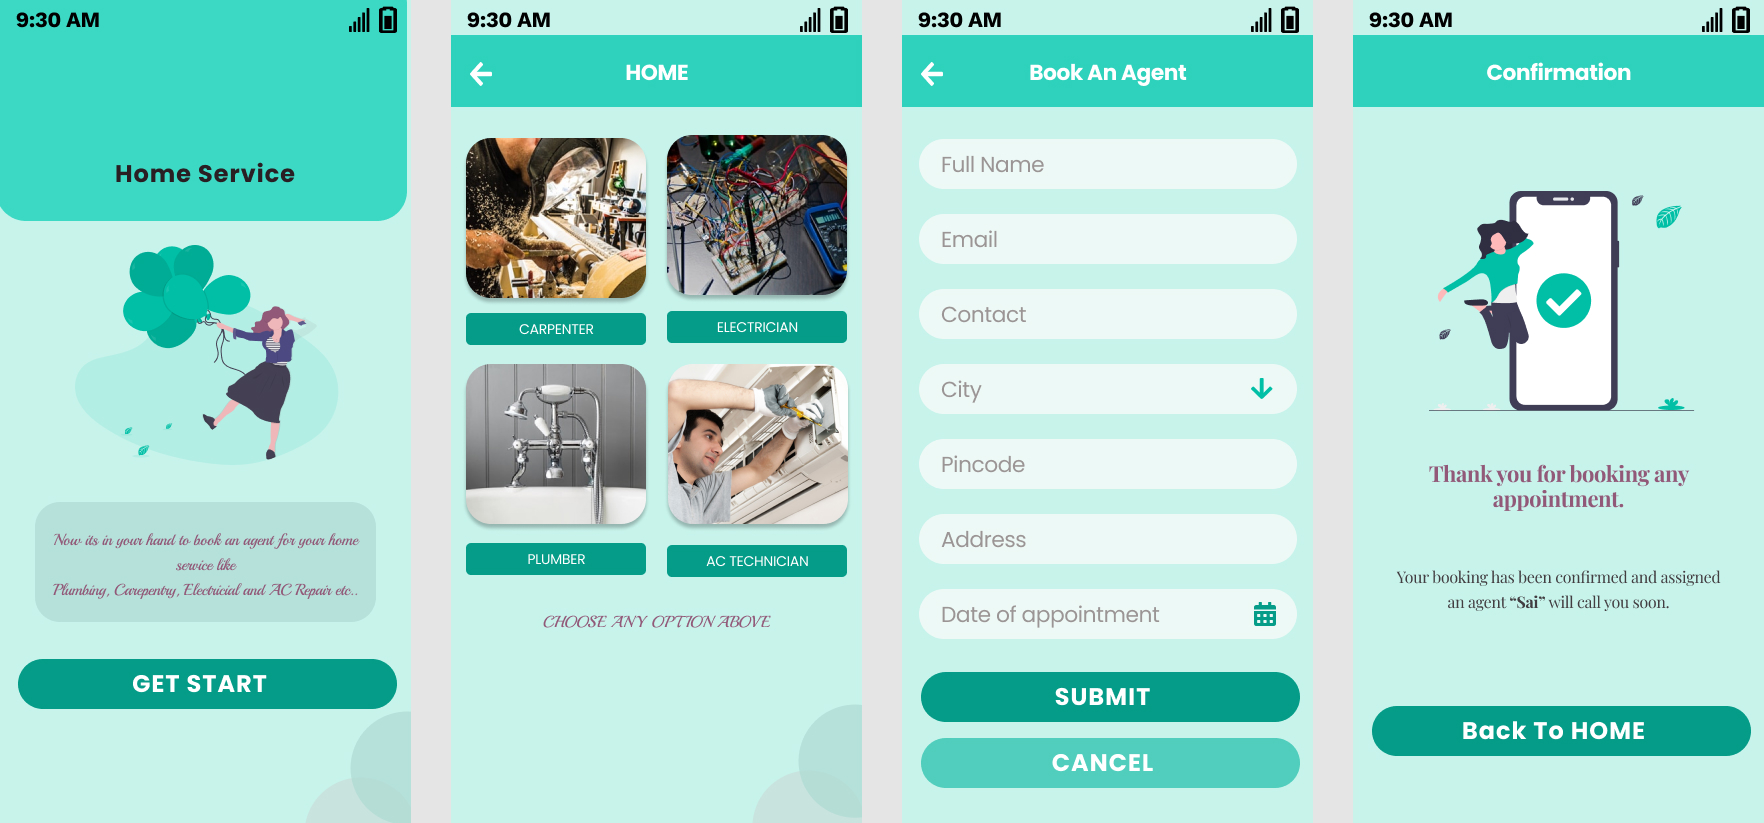 9:30 AM
Home Service
Now its in your hand to book an agent for your home
service like
Plumbing, Carepentry, Electricial and AC Repair etc..
GET START
9:30 AM
HOME
CARPENTER
ELECTRICIAN
PLUMBER
AC TECHNICIAN
CHOOSE ANY OPTION ABOVE
9:30 AM
Book An Agent
Full Name
Email
Contact
City
Pincode
Address
Date of appointment
SUBMIT
CANCEL
9:30 AM
Confirmation
Thank you for booking any
appointment.
Your booking has been confirmed and assigned
an agent “Sai” will call you soon.
Back To HOME